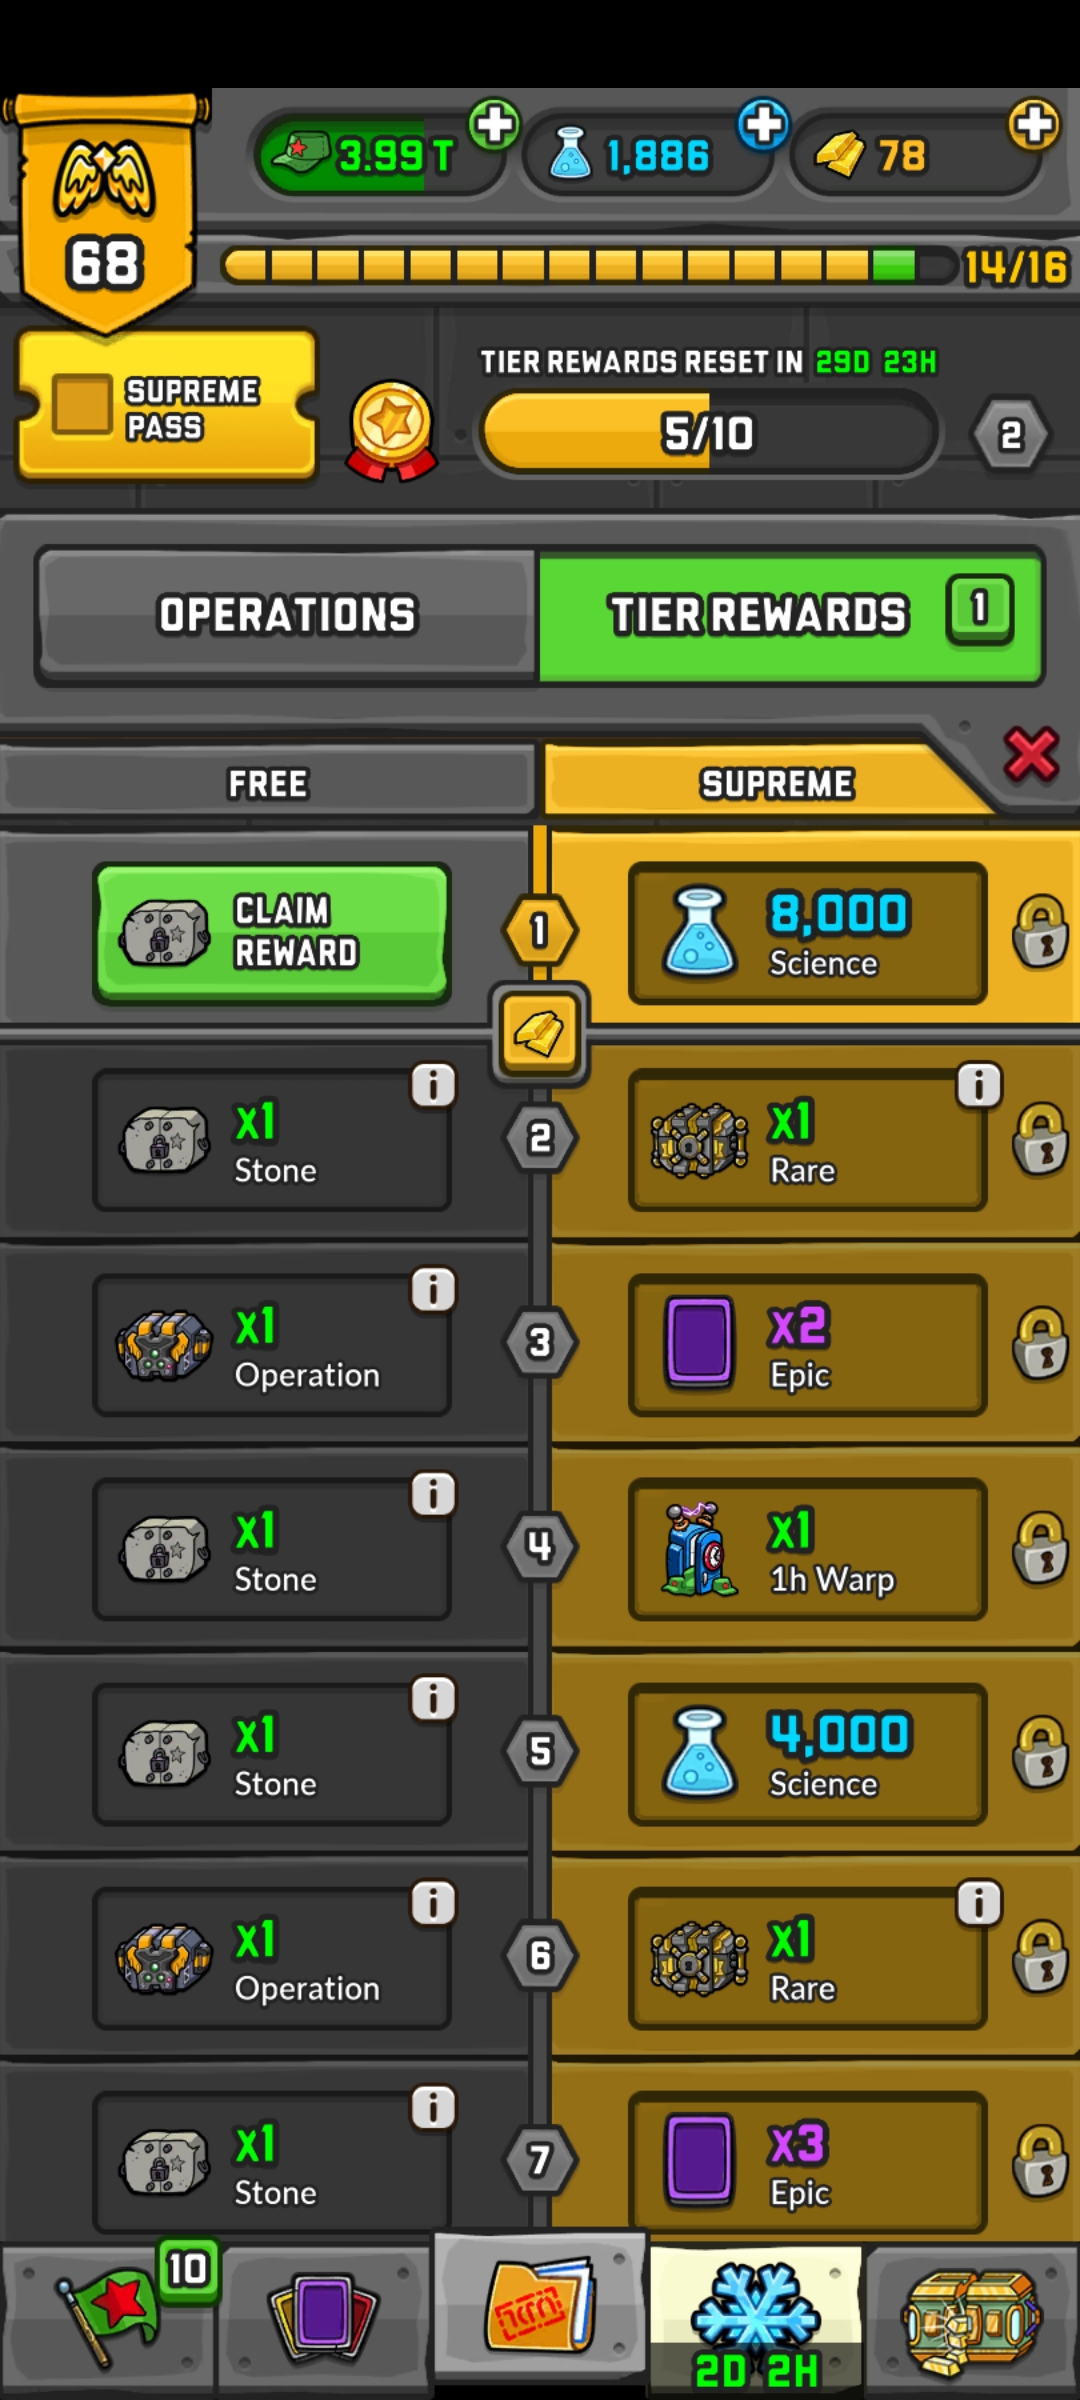 3.99 T
1,886
78
68
14/16
SUPREME
PASS
TIER REWARDS RESET IN 29D 23H
5/10
2
OPERATIONS
TIER REWARDS
1
FREE
SUPREME
CLAIM
REWARD
1
8,000
Science
x1
Stone
2
x1
Rare
x1
Operation
3
x2
Epic
x1
Stone
4
x1
1h Warp
x1
Stone
5
4,000
Science
x1
Operation
6
x1
Rare
x1
Stone
7
x3
Epic
10
2D 2H